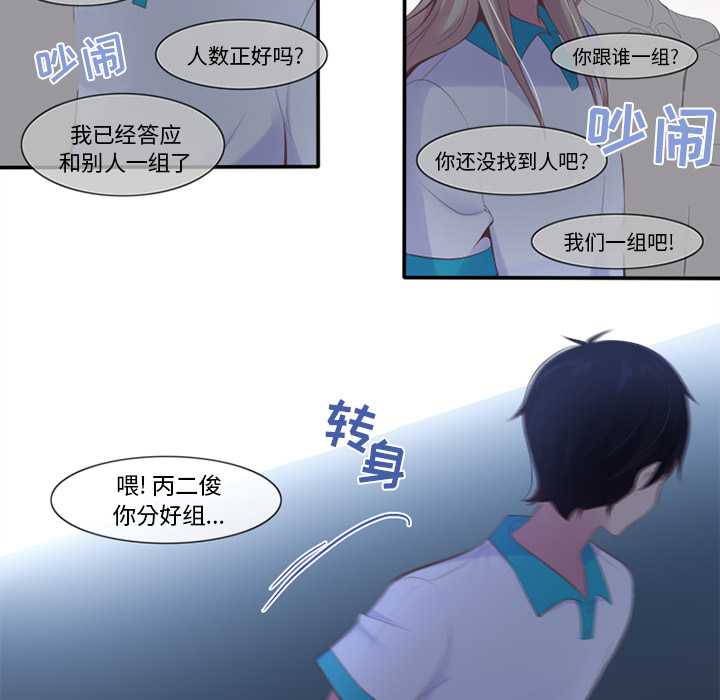 吵闹
人数正好吗?
我已经答应
和别人一组了
你跟谁一组?
吵闹
你还没找到人吧?
我们一组吧!
转身
喂! 丙二俊
你分好组...